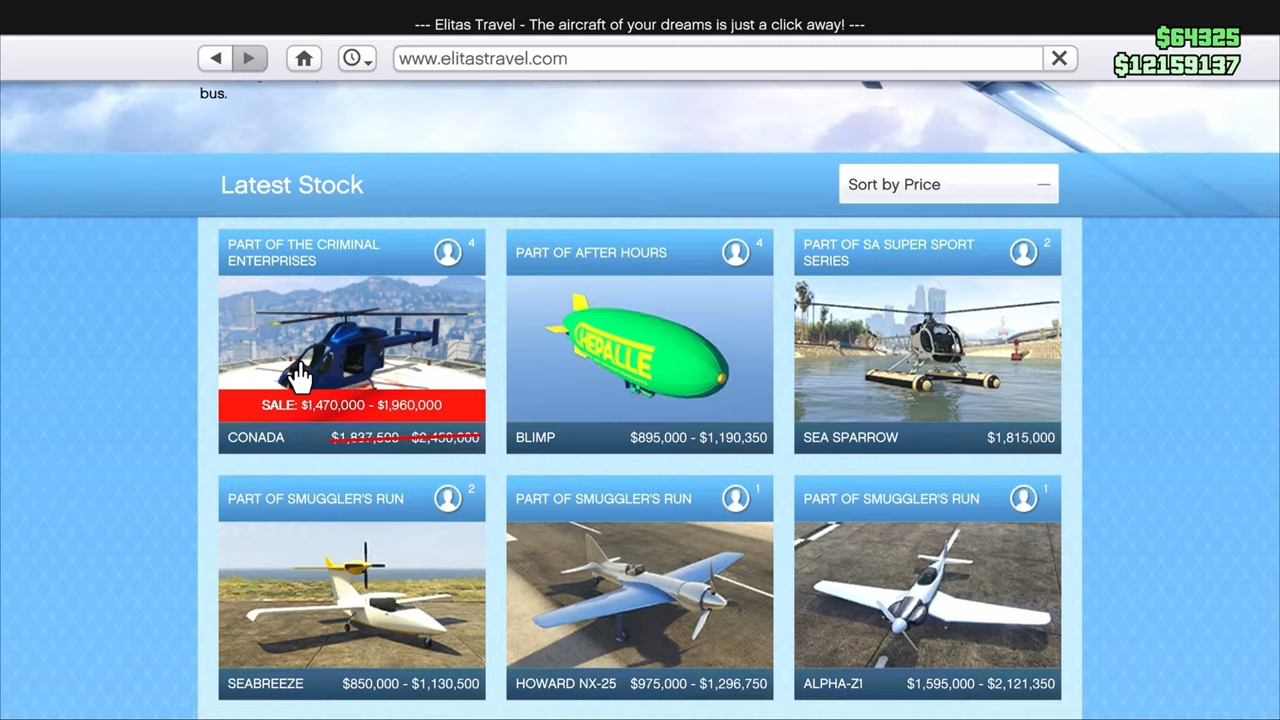 --- Elitas Travel - The aircraft of your dreams is just a click away! ---
$64325
www.elitastravel.com
$12159137
bus.
Latest Stock
Sort by Price
PART OF THE CRIMINAL
ENTERPRISES
4
SALE: $1,470,000 - $1,960,000
CONADA $1,837,500 - $2,450,000
PART OF AFTER HOURS 4
HEPALLE
BLIMP $895,000 - $1,190,350
PART OF SA SUPER SPORT
SERIES
2
SEA SPARROW $1,815,000
PART OF SMUGGLER'S RUN 2
SEABREEZE $850,000 - $1,130,500
PART OF SMUGGLER'S RUN 1
HOWARD NX-25 $975,000 - $1,296,750
PART OF SMUGGLER'S RUN 1
ALPHA-Z1 $1,595,000 - $2,121,350